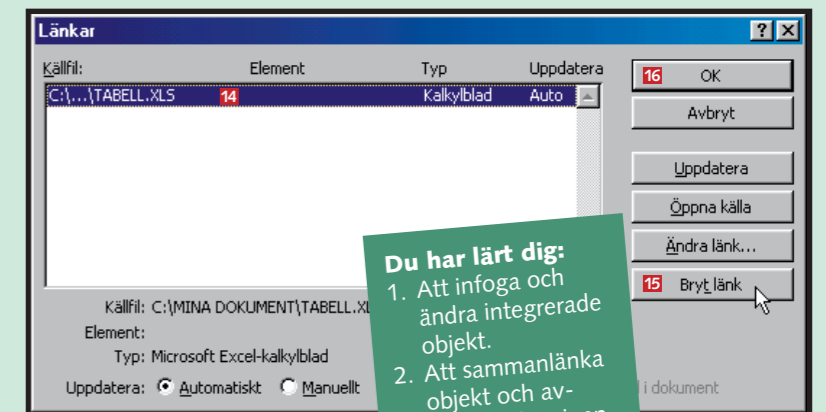 Länkar
Källfil: Element Typ Uppdatera
C:\...\TABELL.XLS 14 Kalkylblad Auto
16 OK
Avbryt
Uppdatera
Öppna källa
Ändra länk...
15 Bryt länk
Källfil: C:\MINA DOKUMENT\TABELL.XL
Element:
Typ: Microsoft Excel-kalkylblad
Uppdatera: Automatiskt Manuellt
i dokument
Du har lärt dig:
1. Att infoga och
ändra integrerade
objekt.
2. Att sammanlänka
objekt och av-